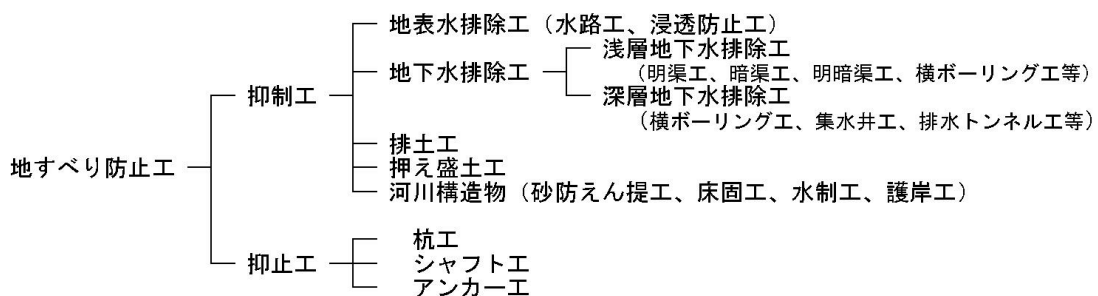 地表水排除工（水路工、浸透防止工）
浅層地下水排除工
地下水排除工
（明渠工、暗渠工、明暗渠工、横ボーリング工等）
抑制工
深層地下水排除工
（横ボーリング工、集水井工、排水トンネル工等）
排土工
地すべり防止工
押え盛土工
河川構造物（砂防えん提工、床固工、水制工、護岸工）
杭工
抑止工
シャフト工
アンカー工